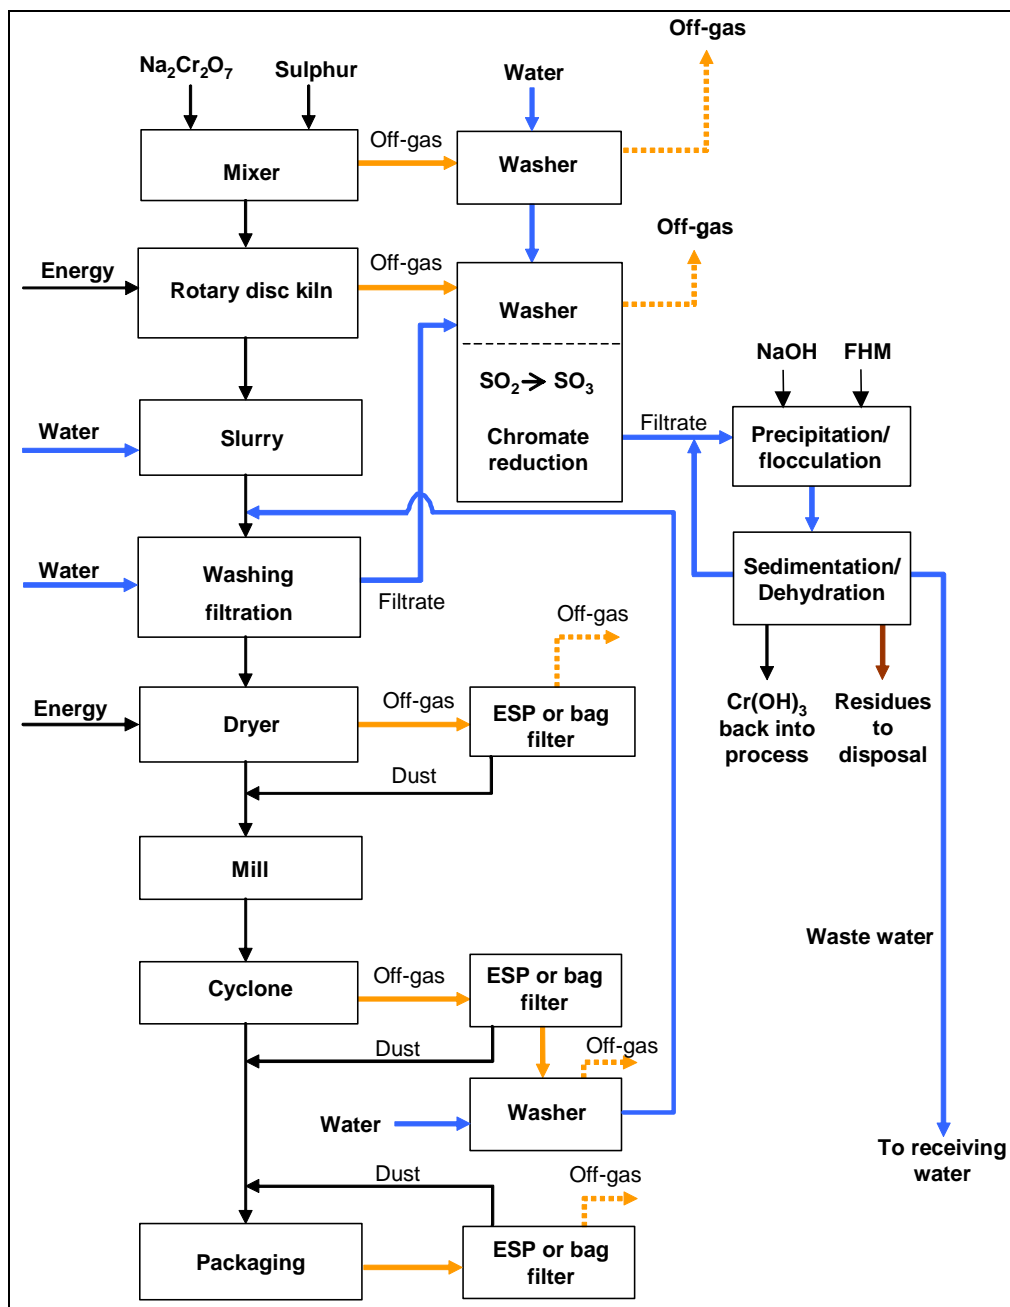 Off-gas
Na₂Cr₂O₇
Sulphur
Water
Off-gas
Mixer
Washer
Off-gas
Energy
Off-gas
Rotary disc kiln
Washer
NaOH
FHM
SO₂ → SO₃
Water
Slurry
Filtrate
Chromate
reduction
Precipitation/
flocculation
Water
Washing
filtration
Filtrate
Sedimentation/
Dehydration
Off-gas
Energy
Dryer
Off-gas
ESP or bag
filter
Cr(OH)₃
back into
process
Residues
to
disposal
Dust
Mill
Waste water
Cyclone
Off-gas
ESP or bag
filter
Dust
Off-gas
Water
Washer
To receiving
water
Dust
Off-gas
Packaging
ESP or bag
filter